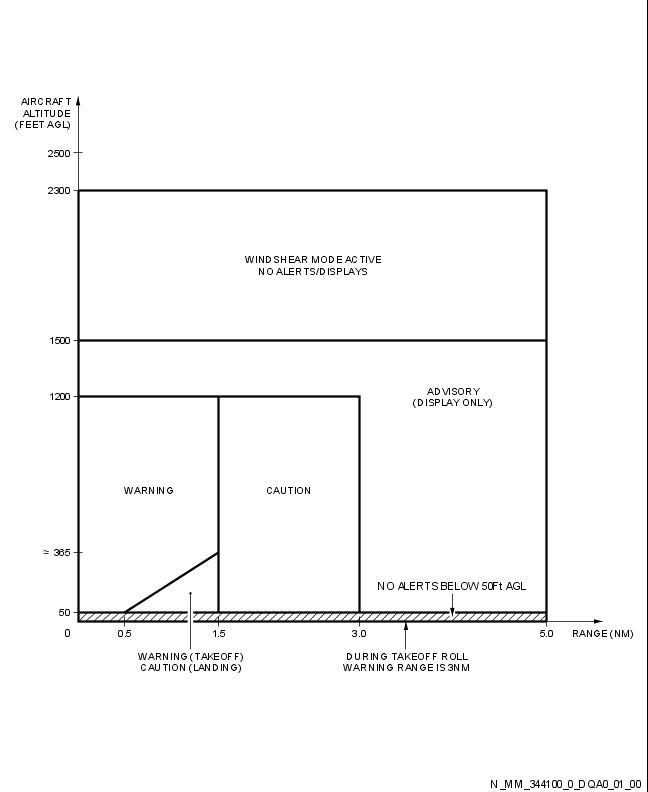 AIRCRAFT
ALTITUDE
(FEET AGL)
2500
2300
WINDSHEAR MODE ACTIVE
NO ALERTS/DISPLAYS
1500
1200
ADVISORY
(DISPLAY ONLY)
WARNING
CAUTION
≃ 365
NO ALERTS BELOW 50Ft AGL
50
0
0.5
1.5
3.0
5.0
RANGE (NM)
WARNING (TAKEOFF)
CAUTION (LANDING)
DURING TAKEOFF ROLL
WARNING RANGE IS 3NM
N_MM_344100_0_DQA0_01_00